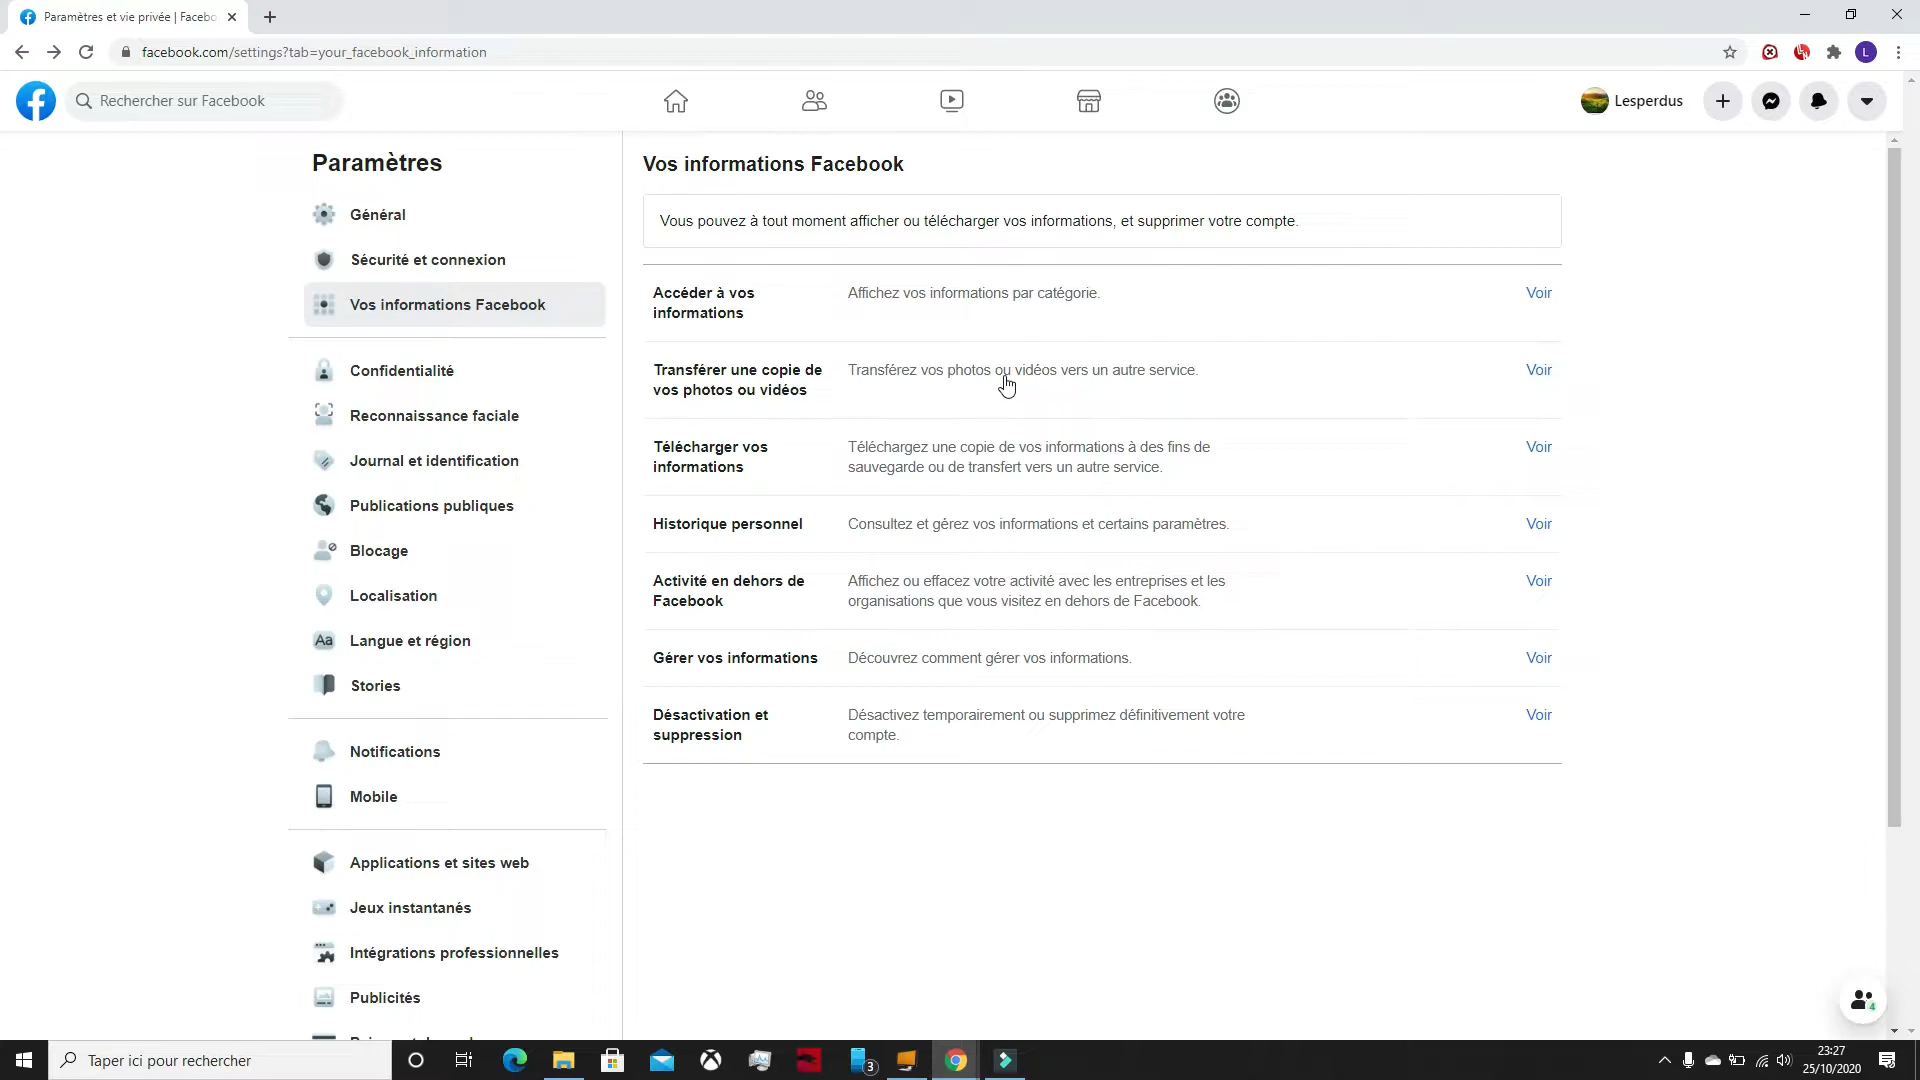 Paramètres et vie privée | Facebo
facebook.com/settings?tab=your_facebook_information
L
Rechercher sur Facebook
Lesperdus
Paramètres
Général
Sécurité et connexion
Vos informations Facebook
Confidentialité
Reconnaissance faciale
Journal et identification
Publications publiques
Blocage
Localisation
Aa
Langue et région
Stories
Notifications
Mobile
Applications et sites web
Jeux instantanés
Intégrations professionnelles
Publicités
Vos informations Facebook
Vous pouvez à tout moment afficher ou télécharger vos informations, et supprimer votre compte.
Accéder à vos
informations
Affichez vos informations par catégorie.
Voir
Transférer une copie de
vos photos ou vidéos
Transférez vos photos ou vidéos vers un autre service.
Voir
Télécharger vos
informations
Téléchargez une copie de vos informations à des fins de
sauvegarde ou de transfert vers un autre service.
Voir
Historique personnel
Consultez et gérez vos informations et certains paramètres.
Voir
Activité en dehors de
Facebook
Affichez ou effacez votre activité avec les entreprises et les
organisations que vous visitez en dehors de Facebook.
Voir
Gérer vos informations
Découvrez comment gérer vos informations.
Voir
Désactivation et
suppression
Désactivez temporairement ou supprimez définitivement votre
compte.
Voir
4
Taper ici pour rechercher
3
23:27
25/10/2020